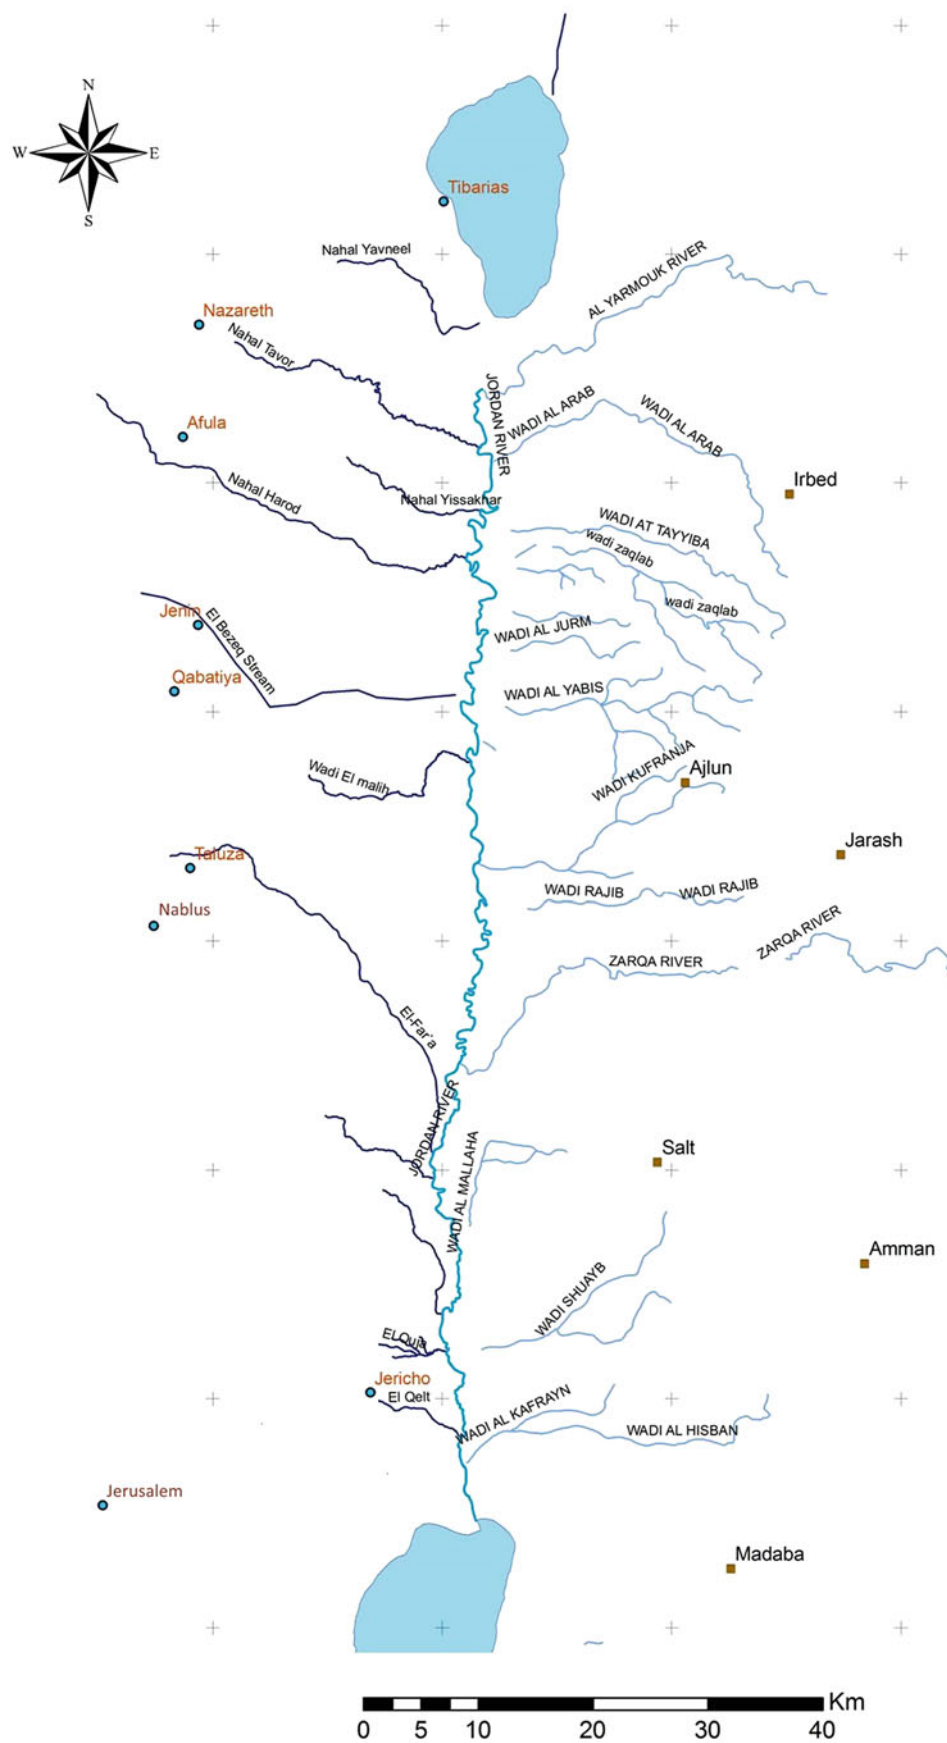 N
W
E
S
Tibarias
Nahal Yavneel
AL YARMOUK RIVER
Nazareth
Nahal Tavor
JORDAN RIVER
WADI AL ARAB
WADI AL ARAB
Afula
Irbed
Nahal Harod
Nahal Yissakhar
WADI AT TAYYIBA
wadi zaqlab
wadi zaqlab
Jenin
El Bezeq Stream
WADI AL JURM
Qabatiya
WADI AL YABIS
Wadi El malih
WADI KUFRANJA
Ajlun
Taluza
Jarash
WADI RAJIB
WADI RAJIB
Nablus
ZARQA RIVER
ZARQA RIVER
El-Far'a
JORDAN RIVER
WADI AL MALLAHA
Salt
Amman
WADI SHUAYB
El Quja
Jericho
El Qelt
WADI AL KAFRAYN
WADI AL HISBAN
Jerusalem
Madaba
Km
0 5 10 20 30 40